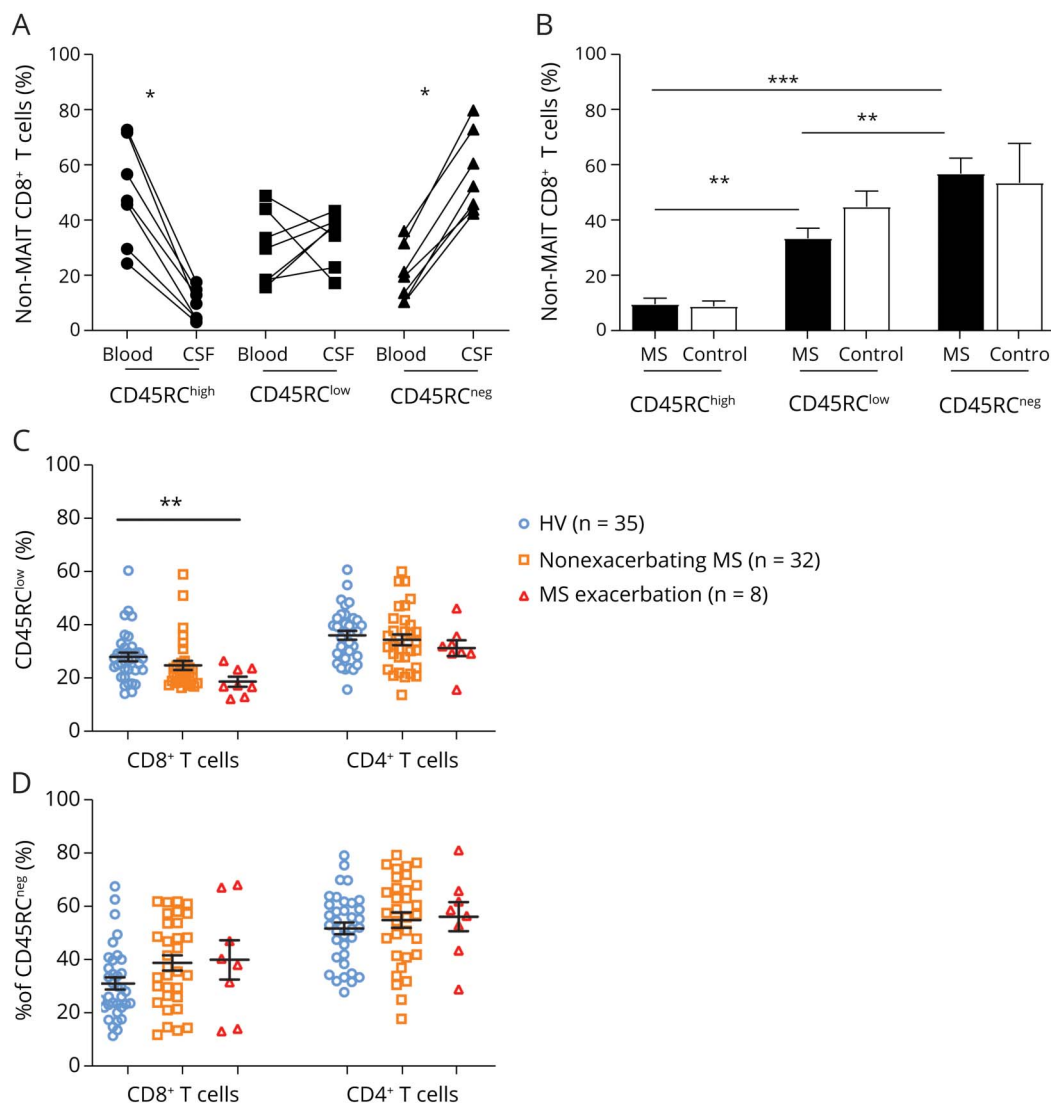 A
Non-MAIT CD8⁺ T cells (%)
100
80
60
40
20
0
*
*
Blood CSF Blood CSF Blood CSF
CD45RC^high CD45RC^low CD45RC^neg
B
Non-MAIT CD8⁺ T cells (%)
100
80
60
40
20
0
***
**
**
MS Control MS Control MS Contro
CD45RC^high CD45RC^low CD45RC^neg
C
CD45RC^low (%)
100
80
60
40
20
0
**
CD8⁺ T cells CD4⁺ T cells
HV (n = 35)
Nonexacerbating MS (n = 32)
MS exacerbation (n = 8)
D
%of CD45RC^neg (%)
100
80
60
40
20
0
CD8⁺ T cells CD4⁺ T cells